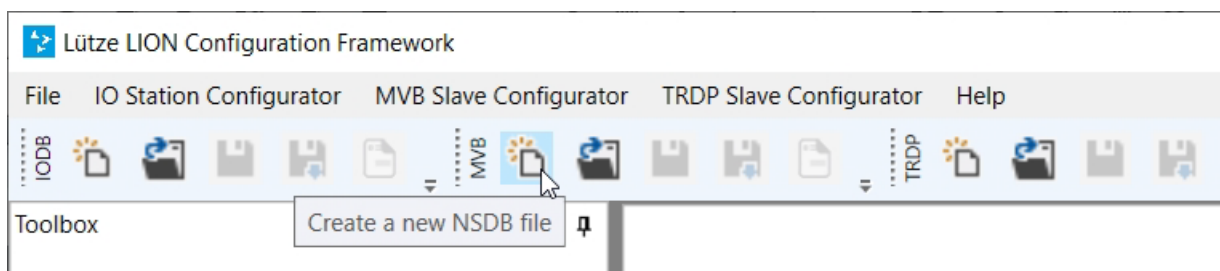 Lütze LION Configuration Framework
File IO Station Configurator MVB Slave Configurator TRDP Slave Configurator Help
IODB MVB TRDP
Create a new NSDB file
Toolbox